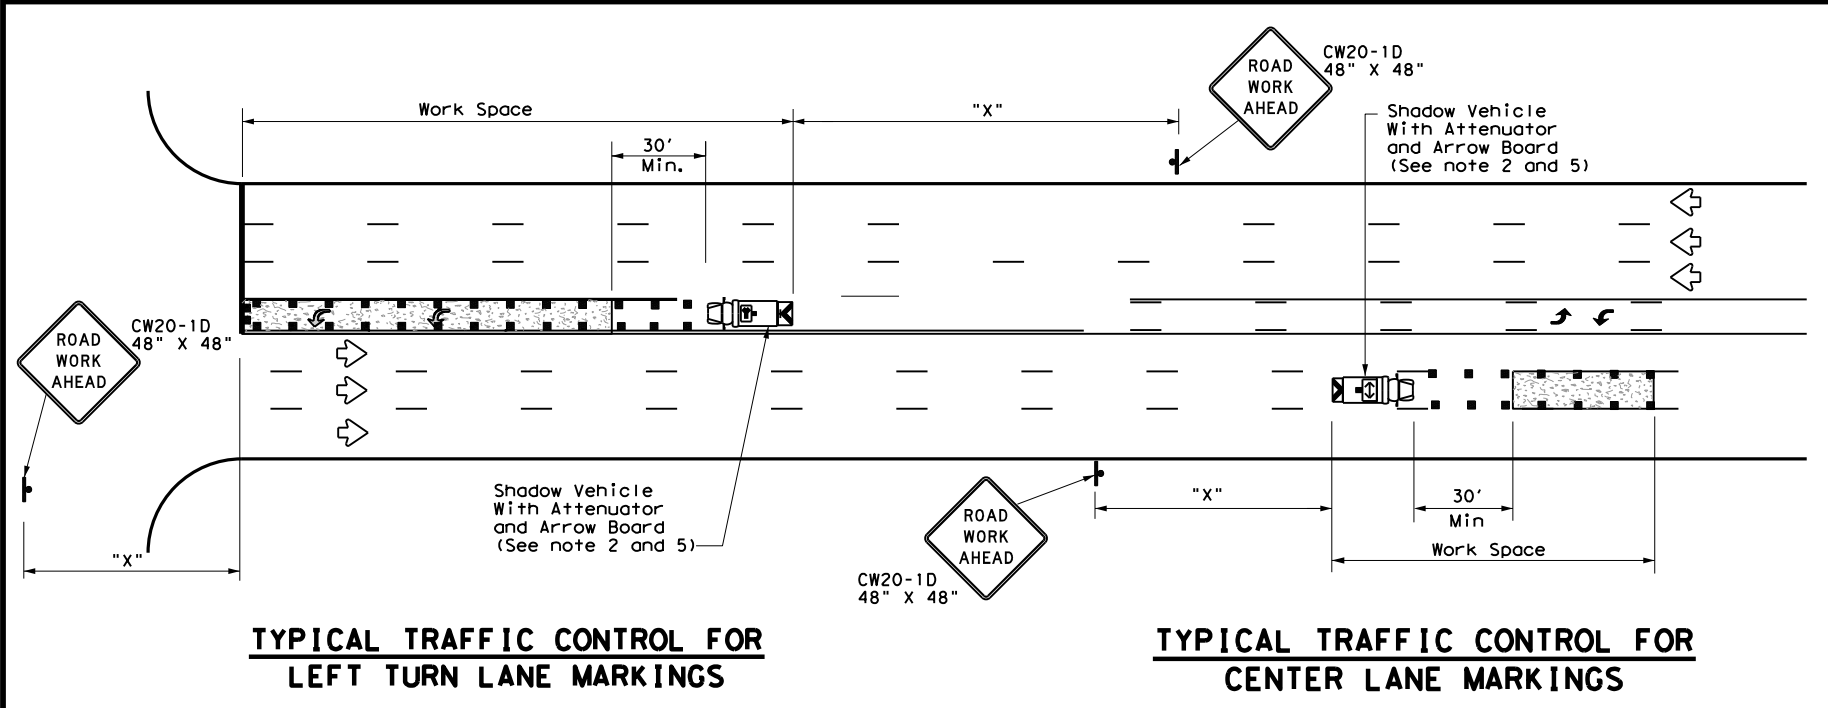 ROAD
WORK
AHEAD
CW20-1D
48" X 48"
Work Space
"X"
30'
Min.
Shadow Vehicle
With Attenuator
and Arrow Board
(See note 2 and 5)
ROAD
WORK
AHEAD
CW20-1D
48" X 48"
"X"
Shadow Vehicle
With Attenuator
and Arrow Board
(See note 2 and 5)
ROAD
WORK
AHEAD
CW20-1D
48" X 48"
"X"
30'
Min
Work Space
TYPICAL TRAFFIC CONTROL FOR
LEFT TURN LANE MARKINGS
TYPICAL TRAFFIC CONTROL FOR
CENTER LANE MARKINGS